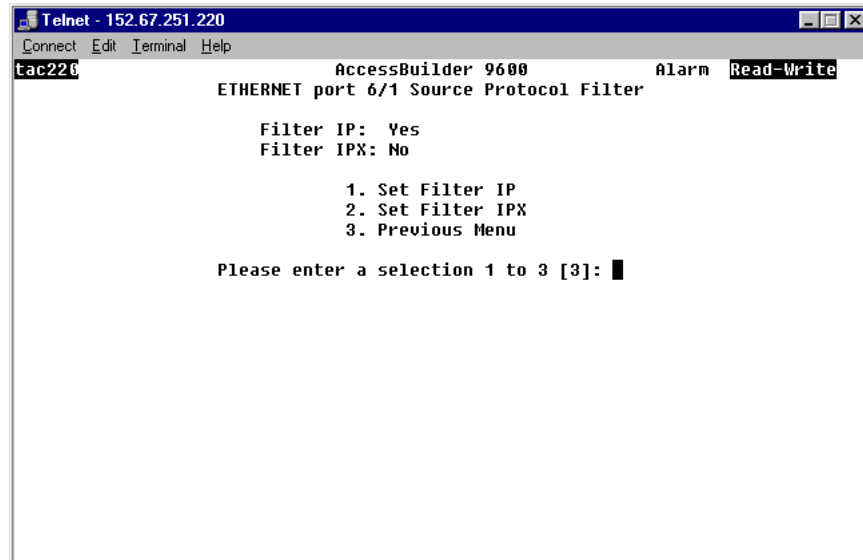 Telnet - 152.67.251.220
Connect Edit Terminal Help
tac220 AccessBuilder 9600 Alarm Read-Write
ETHERNET port 6/1 Source Protocol Filter
Filter IP: Yes
Filter IPX: No
1. Set Filter IP
2. Set Filter IPX
3. Previous Menu
Please enter a selection 1 to 3 [3]: